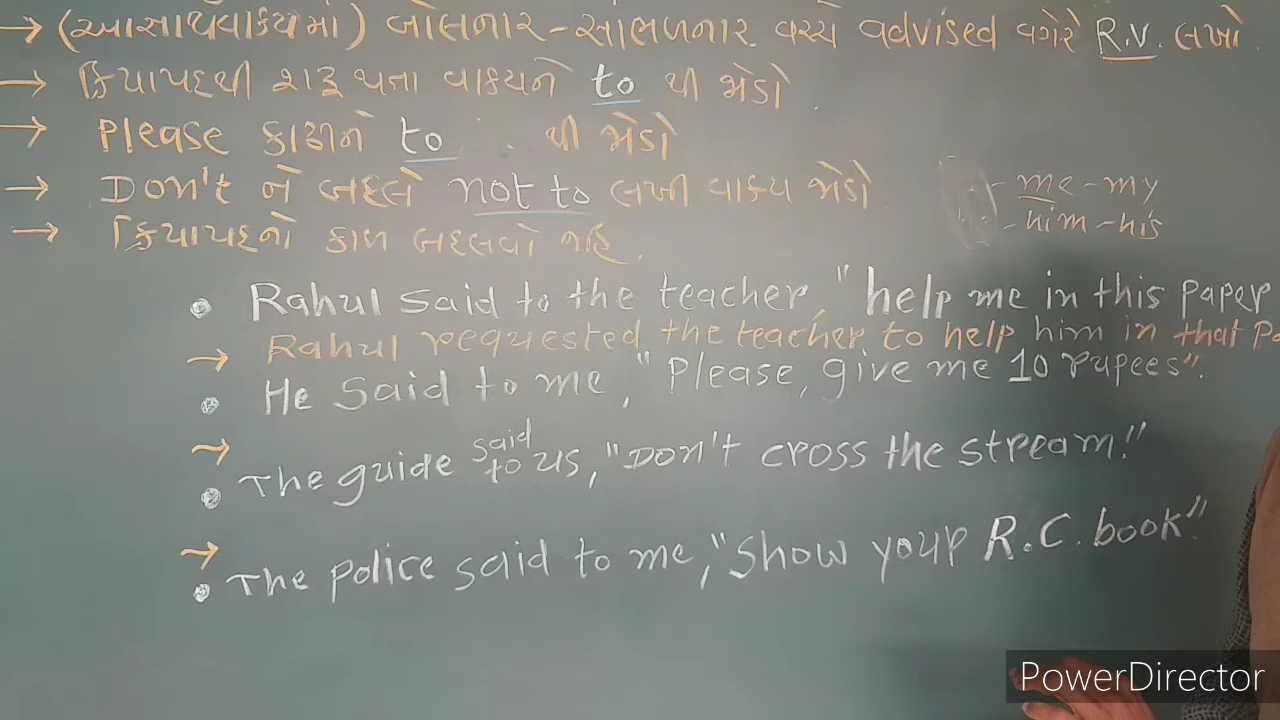 → (આજ્ઞાર્થવાક્યમાં) બોલનાર-સાંભળનાર વચ્ચે advised વગેરે R.V. લખો
→ ક્રિયાપદથી શરૂ થતા વાક્યને to થી જોડો
→ Please કાઢીને to થી જોડો
→ Don't ને બદલે not to લખી વાક્ય જોડો
- me - my
- him - his
→ ક્રિયાપદનો કાળ બદલવો નહિ.
Rahul said to the teacher, "help me in this paper
→ Rahul requested the teacher to help him in that
He said to me, "Please, give me 10 rupees".
→
The guide said to us, "Don't cross the stream."
→
The police said to me, "Show your R.C. book".
PowerDirector